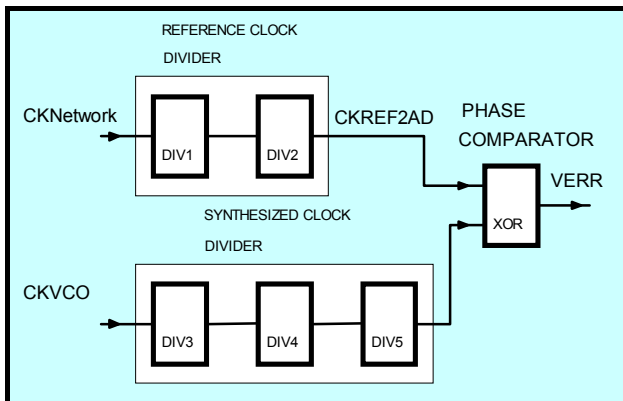 REFERENCE CLOCK
DIVIDER
CKNetwork
DIV1
DIV2
CKREF2AD
PHASE
COMPARATOR
VERR
XOR
SYNTHESIZED CLOCK
DIVIDER
CKVCO
DIV3
DIV4
DIV5